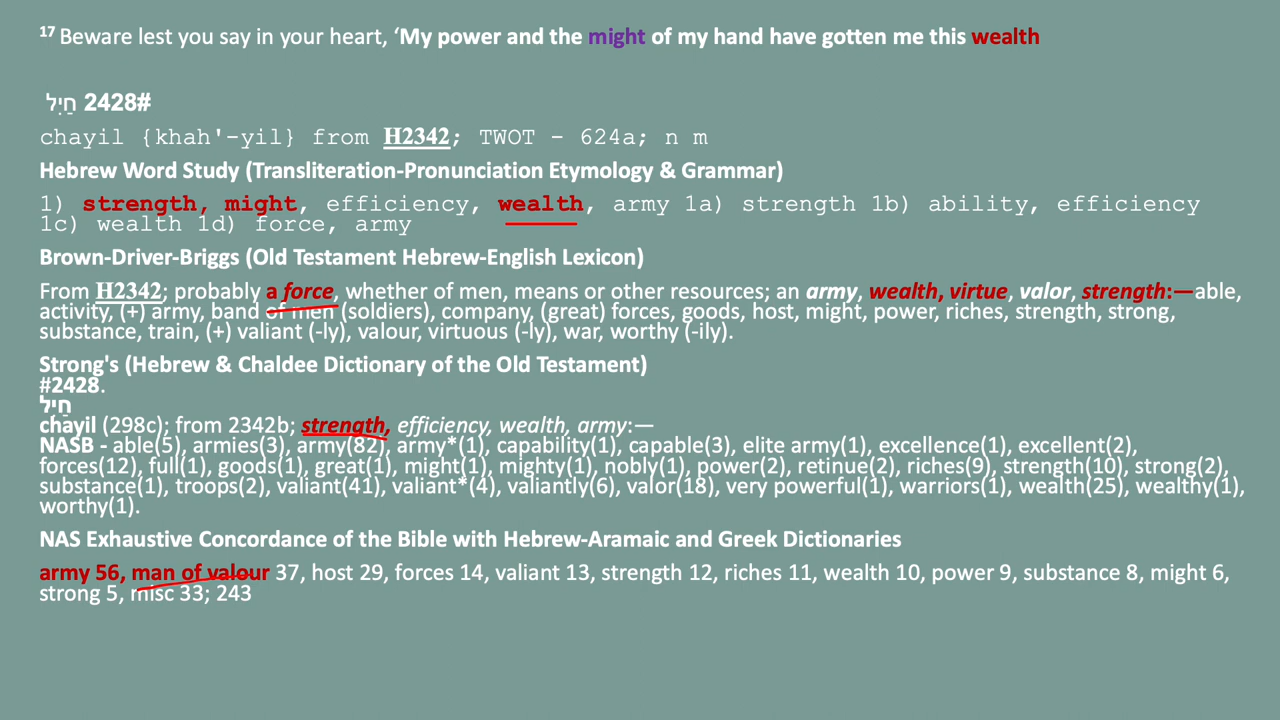 17 Beware lest you say in your heart, ‘My power and the might of my hand have gotten me this wealth
חַיִל 2428#
chayil {khah'-yil} from H2342; TWOT - 624a; n m
Hebrew Word Study (Transliteration-Pronunciation Etymology & Grammar)
1) strength, might, efficiency, wealth, army 1a) strength 1b) ability, efficiency
1c) wealth 1d) force, army
Brown-Driver-Briggs (Old Testament Hebrew-English Lexicon)
From H2342; probably a force, whether of men, means or other resources; an army, wealth, virtue, valor, strength:—able,
activity, (+) army, band of men (soldiers), company, (great) forces, goods, host, might, power, riches, strength, strong,
substance, train, (+) valiant (-ly), valour, virtuous (-ly), war, worthy (-ily).
Strong's (Hebrew & Chaldee Dictionary of the Old Testament)
#2428.
חַיִל
chayil (298c); from 2342b; strength, efficiency, wealth, army:—
NASB - able(5), armies(3), army(82), army*(1), capability(1), capable(3), elite army(1), excellence(1), excellent(2),
forces(12), full(1), goods(1), great(1), might(1), mighty(1), nobly(1), power(2), retinue(2), riches(9), strength(10), strong(2),
substance(1), troops(2), valiant(41), valiant*(4), valiantly(6), valor(18), very powerful(1), warriors(1), wealth(25), wealthy(1),
worthy(1).
NAS Exhaustive Concordance of the Bible with Hebrew-Aramaic and Greek Dictionaries
army 56, man of valour 37, host 29, forces 14, valiant 13, strength 12, riches 11, wealth 10, power 9, substance 8, might 6,
strong 5, misc 33; 243